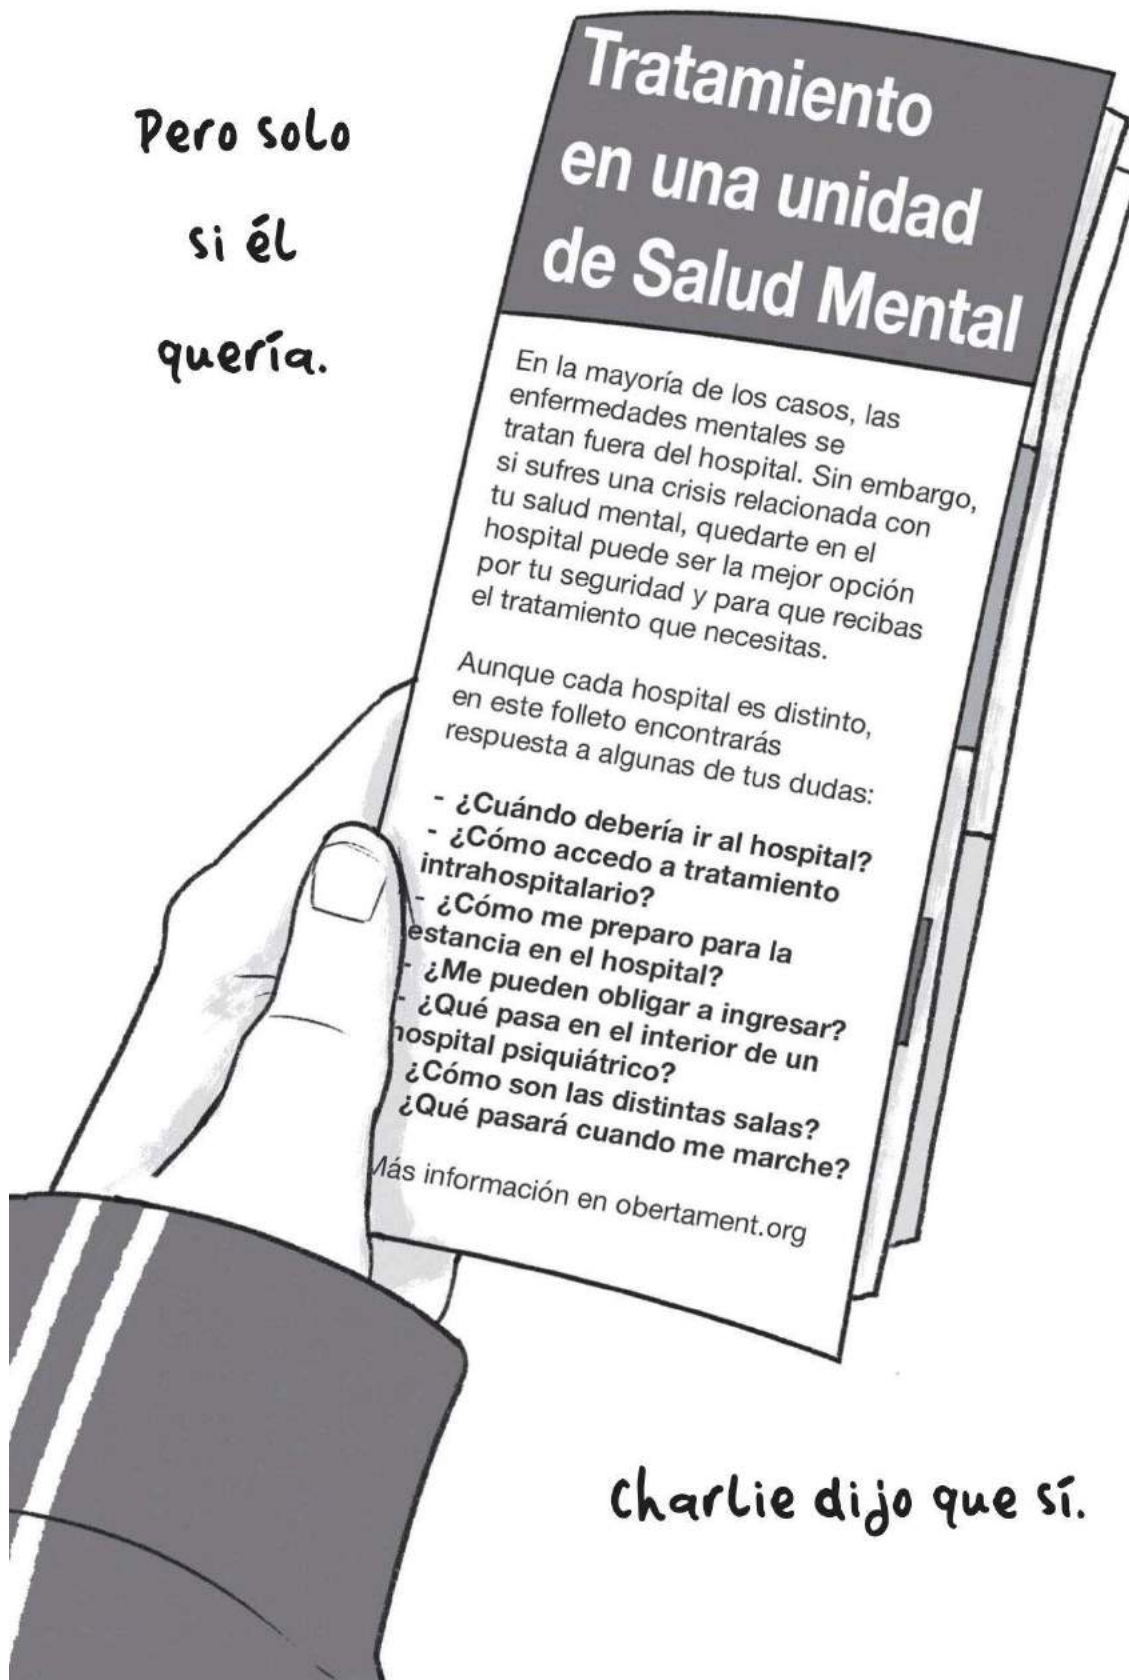 Pero solo
si él
quería.
Tratamiento
en una unidad
de Salud Mental
En la mayoría de los casos, las
enfermedades mentales se
tratan fuera del hospital. Sin embargo,
si sufres una crisis relacionada con
tu salud mental, quedarte en el
hospital puede ser la mejor opción
por tu seguridad y para que recibas
el tratamiento que necesitas.
Aunque cada hospital es distinto,
en este folleto encontrarás
respuesta a algunas de tus dudas:
- ¿Cuándo debería ir al hospital?
- ¿Cómo accedo a tratamiento
intrahospitalario?
- ¿Cómo me preparo para la
estancia en el hospital?
- ¿Me pueden obligar a ingresar?
- ¿Qué pasa en el interior de un
hospital psiquiátrico?
¿Cómo son las distintas salas?
¿Qué pasará cuando me marche?
Más información en obertament.org
Charlie dijo que sí.